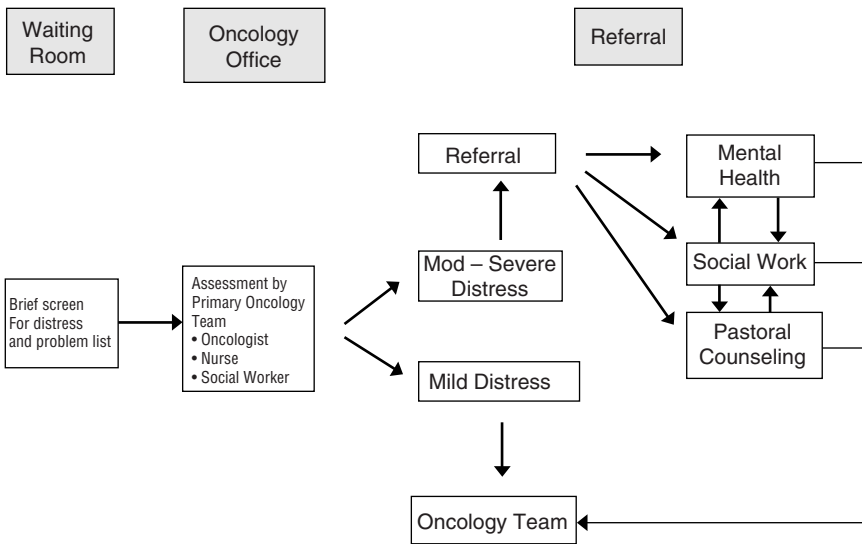 Waiting
Room
Oncology
Office
Referral
Referral
Mental
Health
Mod – Severe
Distress
Social Work
Brief screen
For distress
and problem list
Assessment by
Primary Oncology
Team
• Oncologist
• Nurse
• Social Worker
Pastoral
Counseling
Mild Distress
Oncology Team